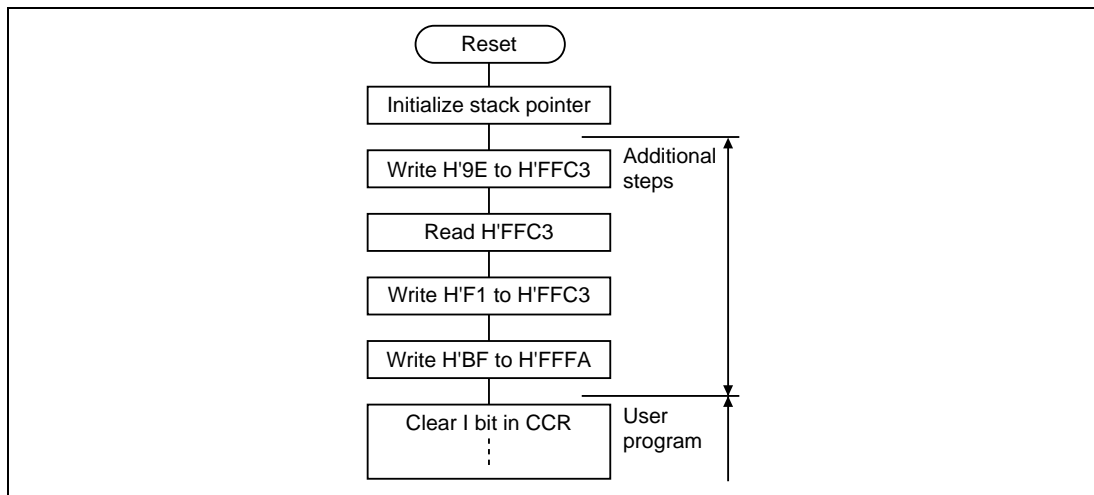 Reset
Initialize stack pointer
Write H'9E to H'FFC3
Additional
steps
Read H'FFC3
Write H'F1 to H'FFC3
Write H'BF to H'FFFA
Clear I bit in CCR
User
program